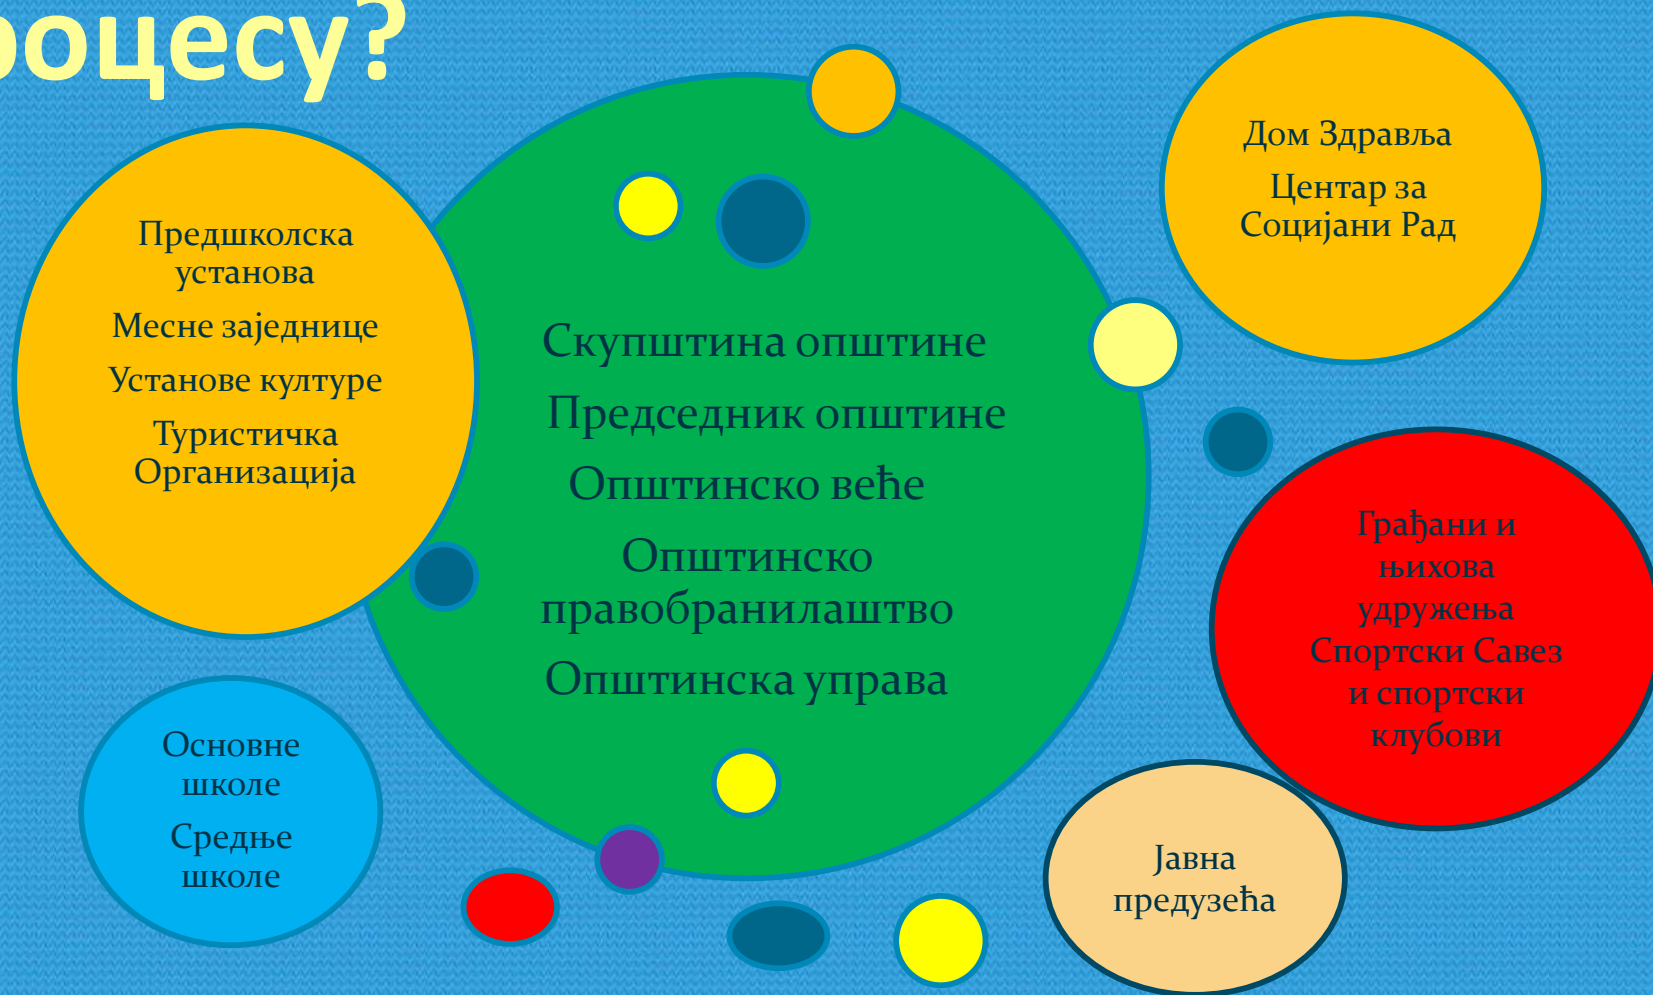 роцесу?
Предшколска
установа
Месне заједнице
Установе културе
Туристичка
Организација
Скупштина општине
Председник општине
Општинско веће
Општинско
правобранилаштво
Општинска управа
Дом Здравља
Центар за
Социјани Рад
Грађани и
њихова
удружења
Спортски Савез
и спортски
клубови
Основне
школе
Средње
школе
Јавна
предузећа